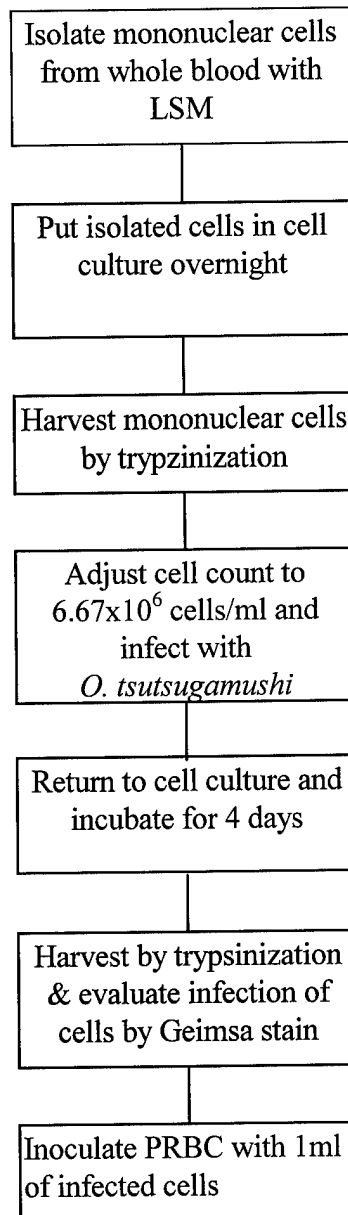 Isolate mononuclear cells
from whole blood with
LSM
Put isolated cells in cell
culture overnight
Harvest mononuclear cells
by trypzinization
Adjust cell count to
6.67x10⁶ cells/ml and
infect with
O. tsutsugamushi
Return to cell culture and
incubate for 4 days
Harvest by trypsinization
& evaluate infection of
cells by Geimsa stain
Inoculate PRBC with 1ml
of infected cells